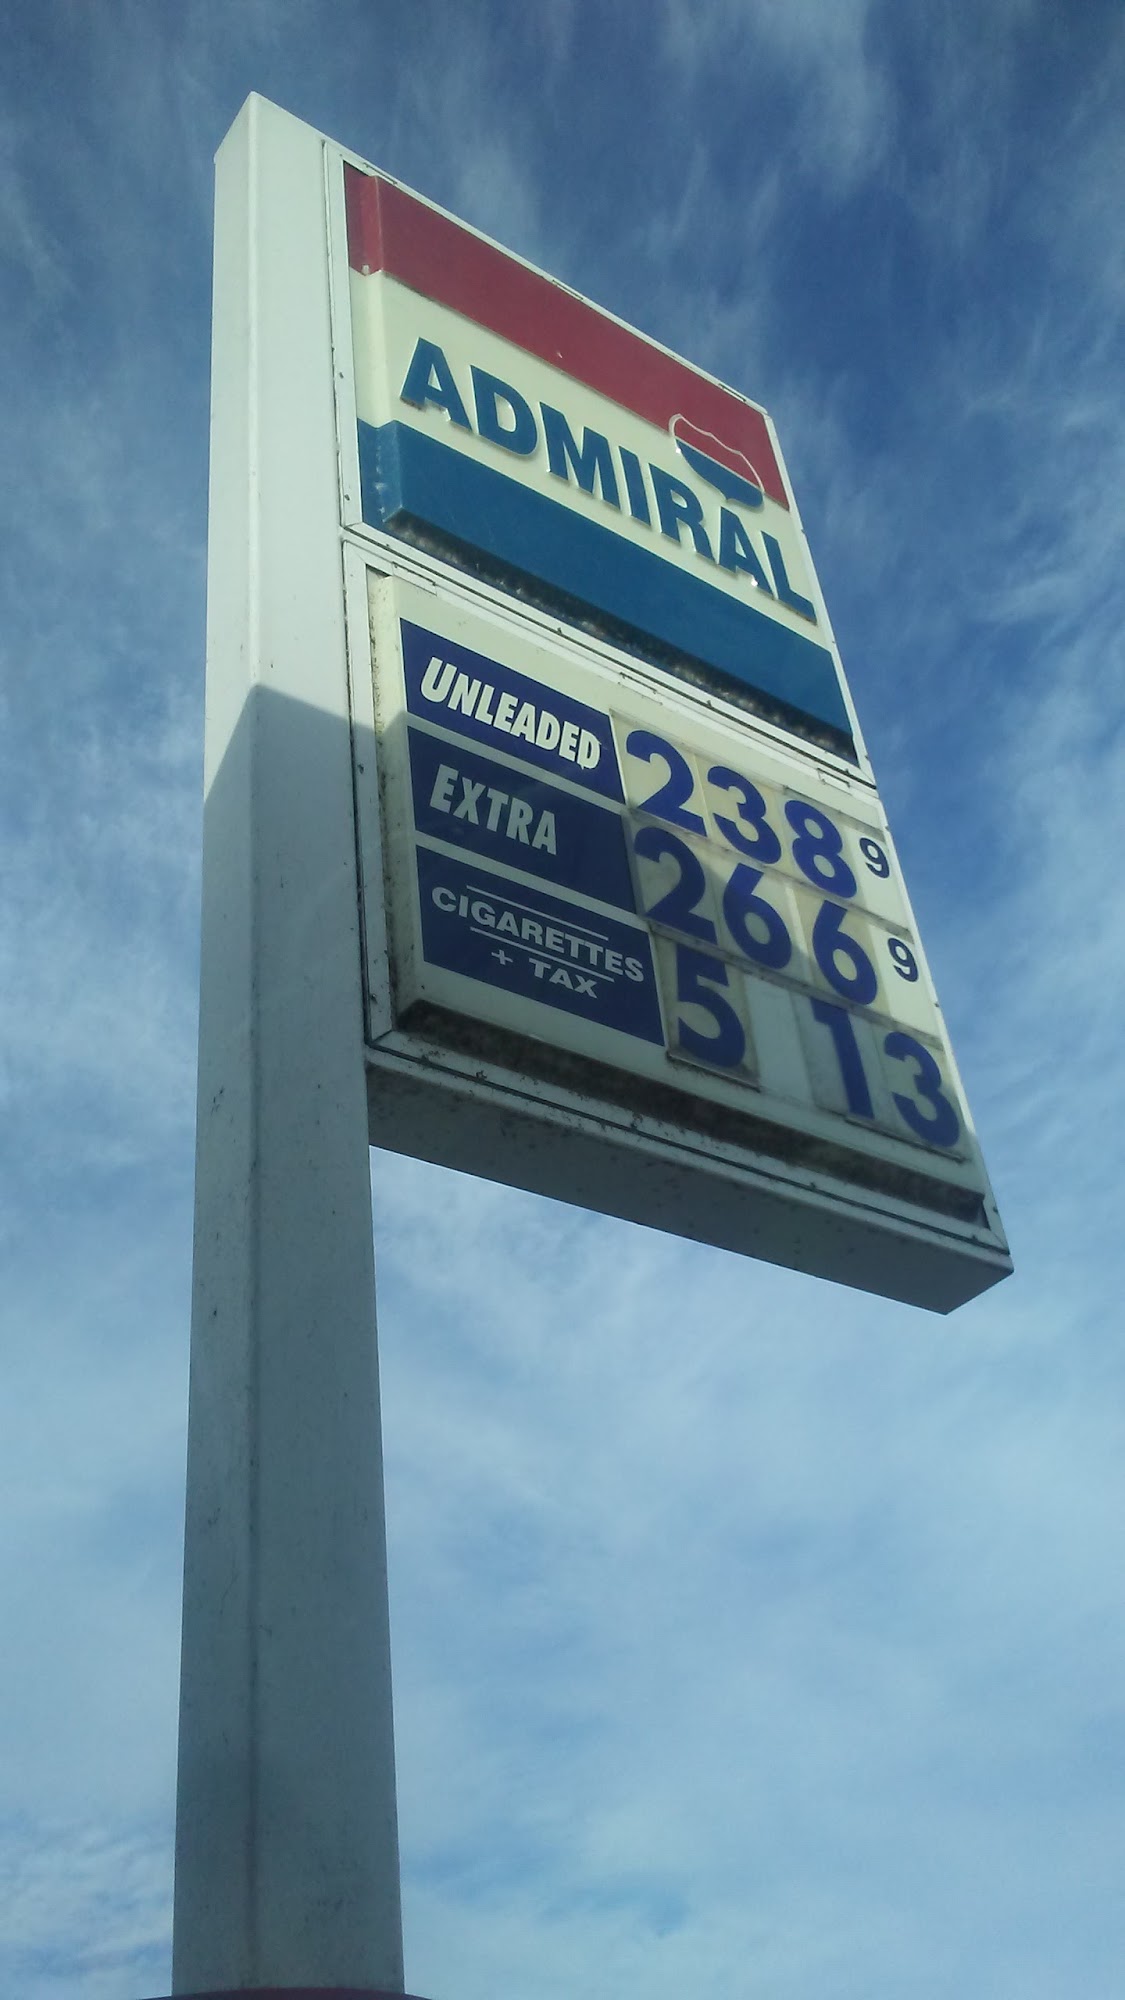 ADMIRAL
UNLEADED 238 9
EXTRA 266 9
CIGARETTES 5 13
+ TAX